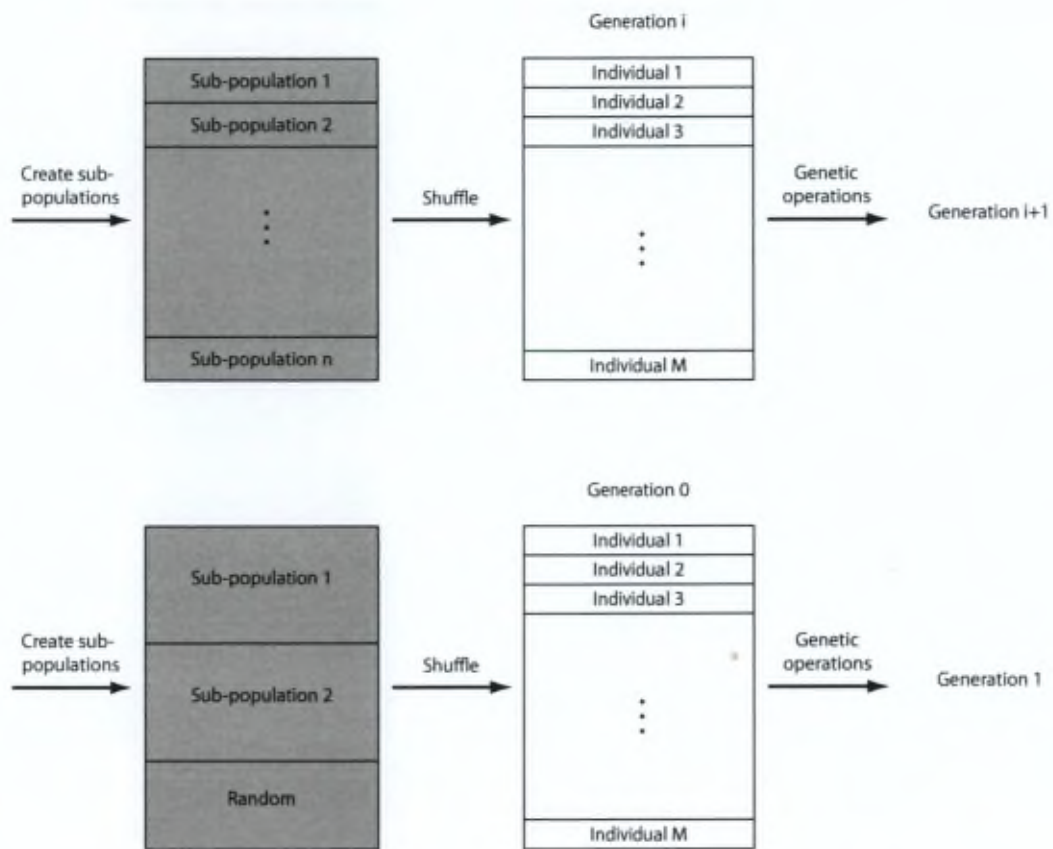 Generation i
Sub-population 1
Sub-population 2
Sub-population n
Create sub-
populations
Shuffle
Individual 1
Individual 2
Individual 3
Individual M
Genetic
operations
Generation i+1
Generation 0
Sub-population 1
Sub-population 2
Random
Create sub-
populations
Shuffle
Individual 1
Individual 2
Individual 3
Individual M
Genetic
operations
Generation 1